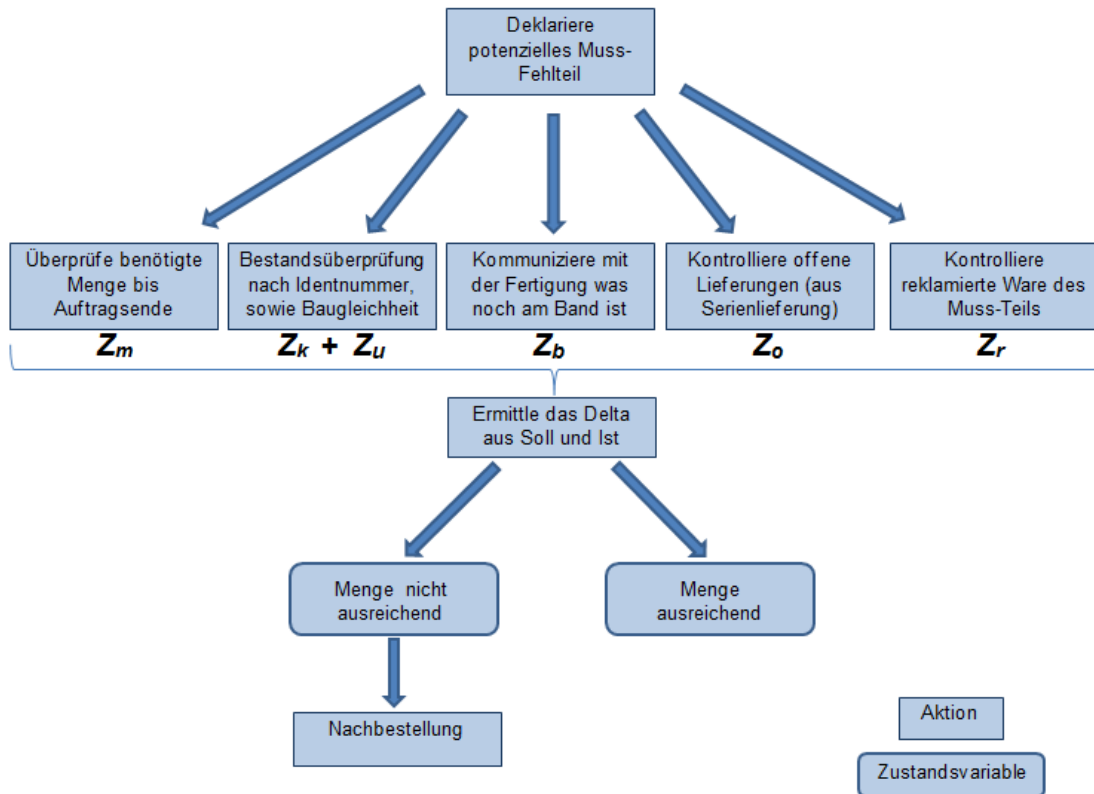 Deklariere
potenzielles Muss-
Fehlteil
Überprüfe benötigte
Menge bis
Auftragsende
Bestandsüberprüfung
nach Identnummer,
sowie Baugleichheit
Kommuniziere mit
der Fertigung was
noch am Band ist
Kontrolliere offene
Lieferungen (aus
Serienlieferung)
Kontrolliere
reklamierte Ware des
Muss-Teils
Zm
Zk + Zu
Zb
Zo
Zr
Ermittle das Delta
aus Soll und Ist
Menge nicht
ausreichend
Menge
ausreichend
Nachbestellung
Aktion
Zustandsvariable